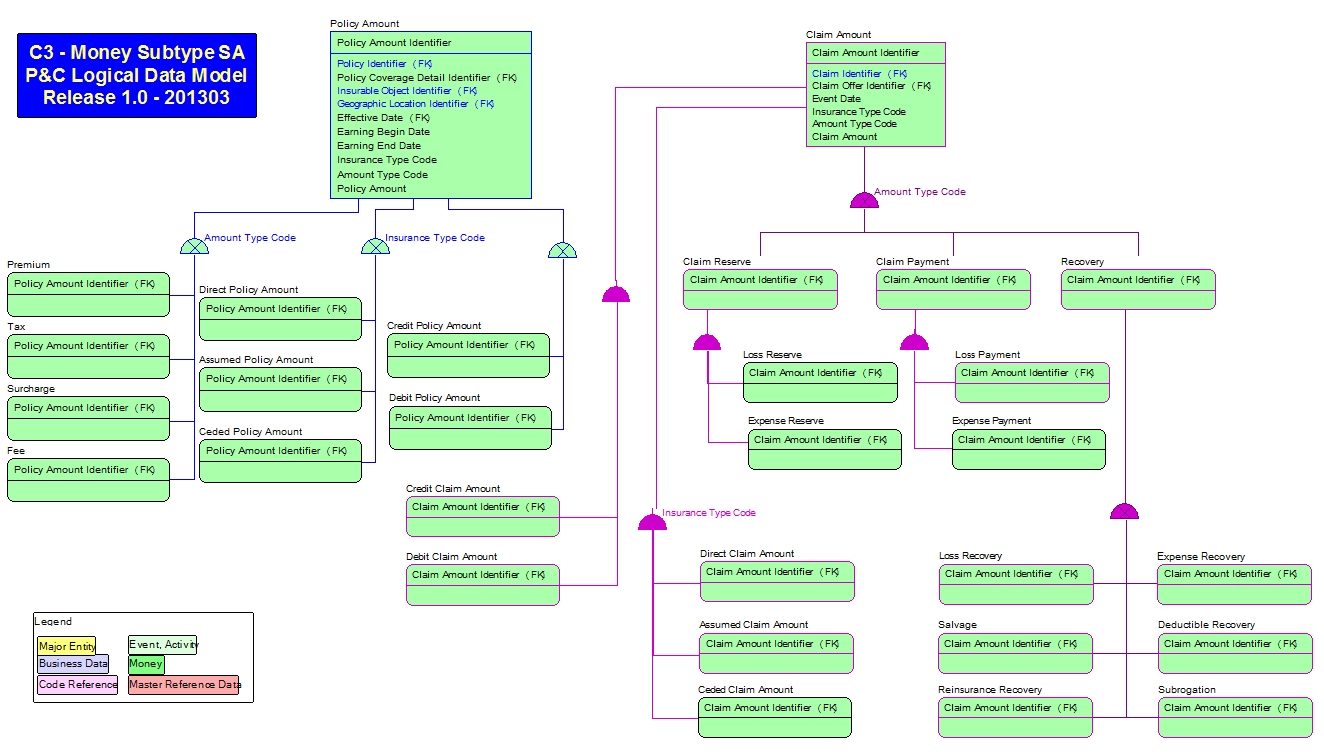 C3 - Money Subtype SA
P&C Logical Data Model
Release 1.0 - 201303
Policy Amount
Policy Amount Identifier
Policy Identifier (FK)
Policy Coverage Detail Identifier (FK)
Insurable Object Identifier (FK)
Geographic Location Identifier (FK)
Effective Date (FK)
Earning Begin Date
Earning End Date
Insurance Type Code
Amount Type Code
Policy Amount
Claim Amount
Claim Amount Identifier
Claim Identifier (FK)
Claim Offer Identifier (FK)
Event Date
Insurance Type Code
Amount Type Code
Claim Amount
Amount Type Code
Insurance Type Code
Amount Type Code
Premium
Policy Amount Identifier (FK)
Tax
Policy Amount Identifier (FK)
Surcharge
Policy Amount Identifier (FK)
Fee
Policy Amount Identifier (FK)
Direct Policy Amount
Policy Amount Identifier (FK)
Assumed Policy Amount
Policy Amount Identifier (FK)
Ceded Policy Amount
Policy Amount Identifier (FK)
Credit Policy Amount
Policy Amount Identifier (FK)
Debit Policy Amount
Policy Amount Identifier (FK)
Claim Reserve
Claim Amount Identifier (FK)
Claim Payment
Claim Amount Identifier (FK)
Recovery
Claim Amount Identifier (FK)
Loss Reserve
Claim Amount Identifier (FK)
Expense Reserve
Claim Amount Identifier (FK)
Loss Payment
Claim Amount Identifier (FK)
Expense Payment
Claim Amount Identifier (FK)
Credit Claim Amount
Claim Amount Identifier (FK)
Debit Claim Amount
Claim Amount Identifier (FK)
Insurance Type Code
Direct Claim Amount
Claim Amount Identifier (FK)
Assumed Claim Amount
Claim Amount Identifier (FK)
Ceded Claim Amount
Claim Amount Identifier (FK)
Loss Recovery
Claim Amount Identifier (FK)
Expense Recovery
Claim Amount Identifier (FK)
Salvage
Claim Amount Identifier (FK)
Deductible Recovery
Claim Amount Identifier (FK)
Reinsurance Recovery
Claim Amount Identifier (FK)
Subrogation
Claim Amount Identifier (FK)
Legend
Major Entity
Event, Activity
Business Data
Money
Code Reference
Master Reference Data